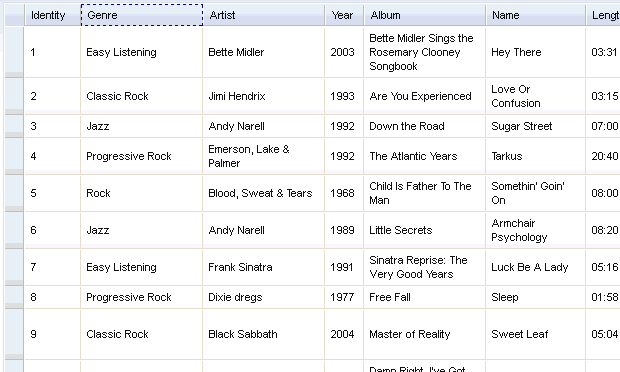 Identity Genre Artist Year Album Name Lengt
1 Easy Listening Bette Midler 2003 Bette Midler Sings the Rosemary Clooney Songbook Hey There 03:31
2 Classic Rock Jimi Hendrix 1993 Are You Experienced Love Or Confusion 03:15
3 Jazz Andy Narell 1992 Down the Road Sugar Street 07:00
4 Progressive Rock Emerson, Lake & Palmer 1992 The Atlantic Years Tarkus 20:40
5 Rock Blood, Sweat & Tears 1968 Child Is Father To The Man Somethin' Goin' On 08:00
6 Jazz Andy Narell 1989 Little Secrets Armchair Psychology 08:20
7 Easy Listening Frank Sinatra 1991 Sinatra Reprise: The Very Good Years Luck Be A Lady 05:16
8 Progressive Rock Dixie dregs 1977 Free Fall Sleep 01:58
9 Classic Rock Black Sabbath 2004 Master of Reality Sweet Leaf 05:04
Damn Right, I've Got